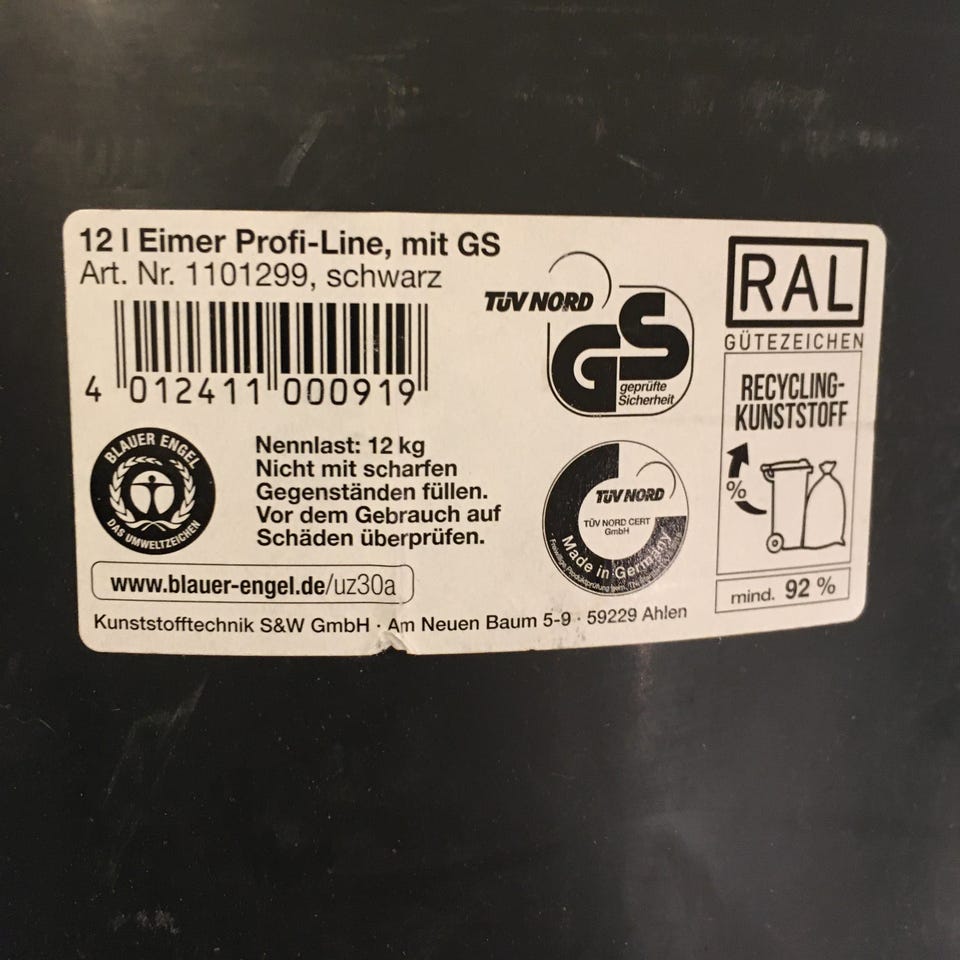 12 l Eimer Profi-Line, mit GS
Art. Nr. 1101299, schwarz
4 012411 000919
BLAUER ENGEL
DAS UMWELTZEICHEN
Nennlast: 12 kg
Nicht mit scharfen
Gegenständen füllen.
Vor dem Gebrauch auf
Schäden überprüfen.
www.blauer-engel.de/uz30a
Kunststofftechnik S&W GmbH · Am Neuen Baum 5-9 · 59229 Ahlen
TÜV NORD
GS
geprüfte
Sicherheit
TÜV NORD
TÜV NORD CERT
GmbH
Made in Germany
Freiwillige Produktprüfung
RAL
GÜTEZEICHEN
RECYCLING-
KUNSTSTOFF
%
mind. 92 %